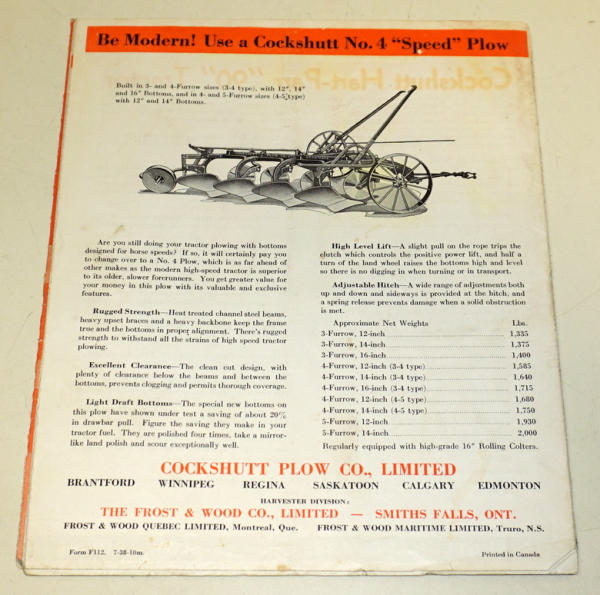 Be Modern! Use a Cockshutt No. 4 “Speed” Plow
Built in 3- and 4-Furrow sizes (3-4 type), with 12", 14"
and 16" Bottoms, and in 4- and 5-Furrow sizes (4-5 type)
with 12" and 14" Bottoms.
Are you still doing your tractor plowing with bottoms
designed for horse speeds? If so, it will certainly pay you
to change over to a No. 4 Plow, which is as far ahead of
other makes as the modern high-speed tractor is superior
to its older, slower forerunners. You get greater value for
your money in this plow with its valuable and exclusive
features.
Rugged Strength—Heat treated channel steel beams,
heavy upset braces and a heavy backbone keep the frame
true and the bottoms in proper alignment. There's rugged
strength to withstand all the strains of high speed tractor
plowing.
Excellent Clearance—The clean cut design, with
plenty of clearance below the beams and between the
bottoms, prevents clogging and permits thorough coverage.
Light Draft Bottoms—The special new bottoms on
this plow have shown under test a saving of about 20%
in drawbar pull. Figure the saving they make in your
tractor fuel. They are polished four times, take a mirror-
like land polish and scour exceptionally well.
High Level Lift—A slight pull on the rope trips the
clutch which controls the positive power lift, and half a
turn of the land wheel raises the bottoms high and level
so there is no digging in when turning or in transport.
Adjustable Hitch—A wide range of adjustments both
up and down and sideways is provided at the hitch, and
a spring release prevents damage when a solid obstruction
is met.
Approximate Net Weights Lbs.
3-Furrow, 12-inch 1,335
3-Furrow, 14-inch 1,375
3-Furrow, 16-inch 1,400
4-Furrow, 12-inch (3-4 type) 1,585
4-Furrow, 14-inch (3-4 type) 1,640
4-Furrow, 16-inch (3-4 type) 1,715
4-Furrow, 12-inch (4-5 type) 1,680
4-Furrow, 14-inch (4-5 type) 1,750
5-Furrow, 12-inch 1,930
5-Furrow, 14-inch 2,000
Regularly equipped with high-grade 16" Rolling Colters.
COCKSHUTT PLOW CO., LIMITED
BRANTFORD WINNIPEG REGINA SASKATOON CALGARY EDMONTON
HARVESTER DIVISION:
THE FROST & WOOD CO., LIMITED — SMITHS FALLS, ONT.
FROST & WOOD QUEBEC LIMITED, Montreal, Que. FROST & WOOD MARITIME LIMITED, Truro, N.S.
Form F112. 7-38-10m. Printed in Canada